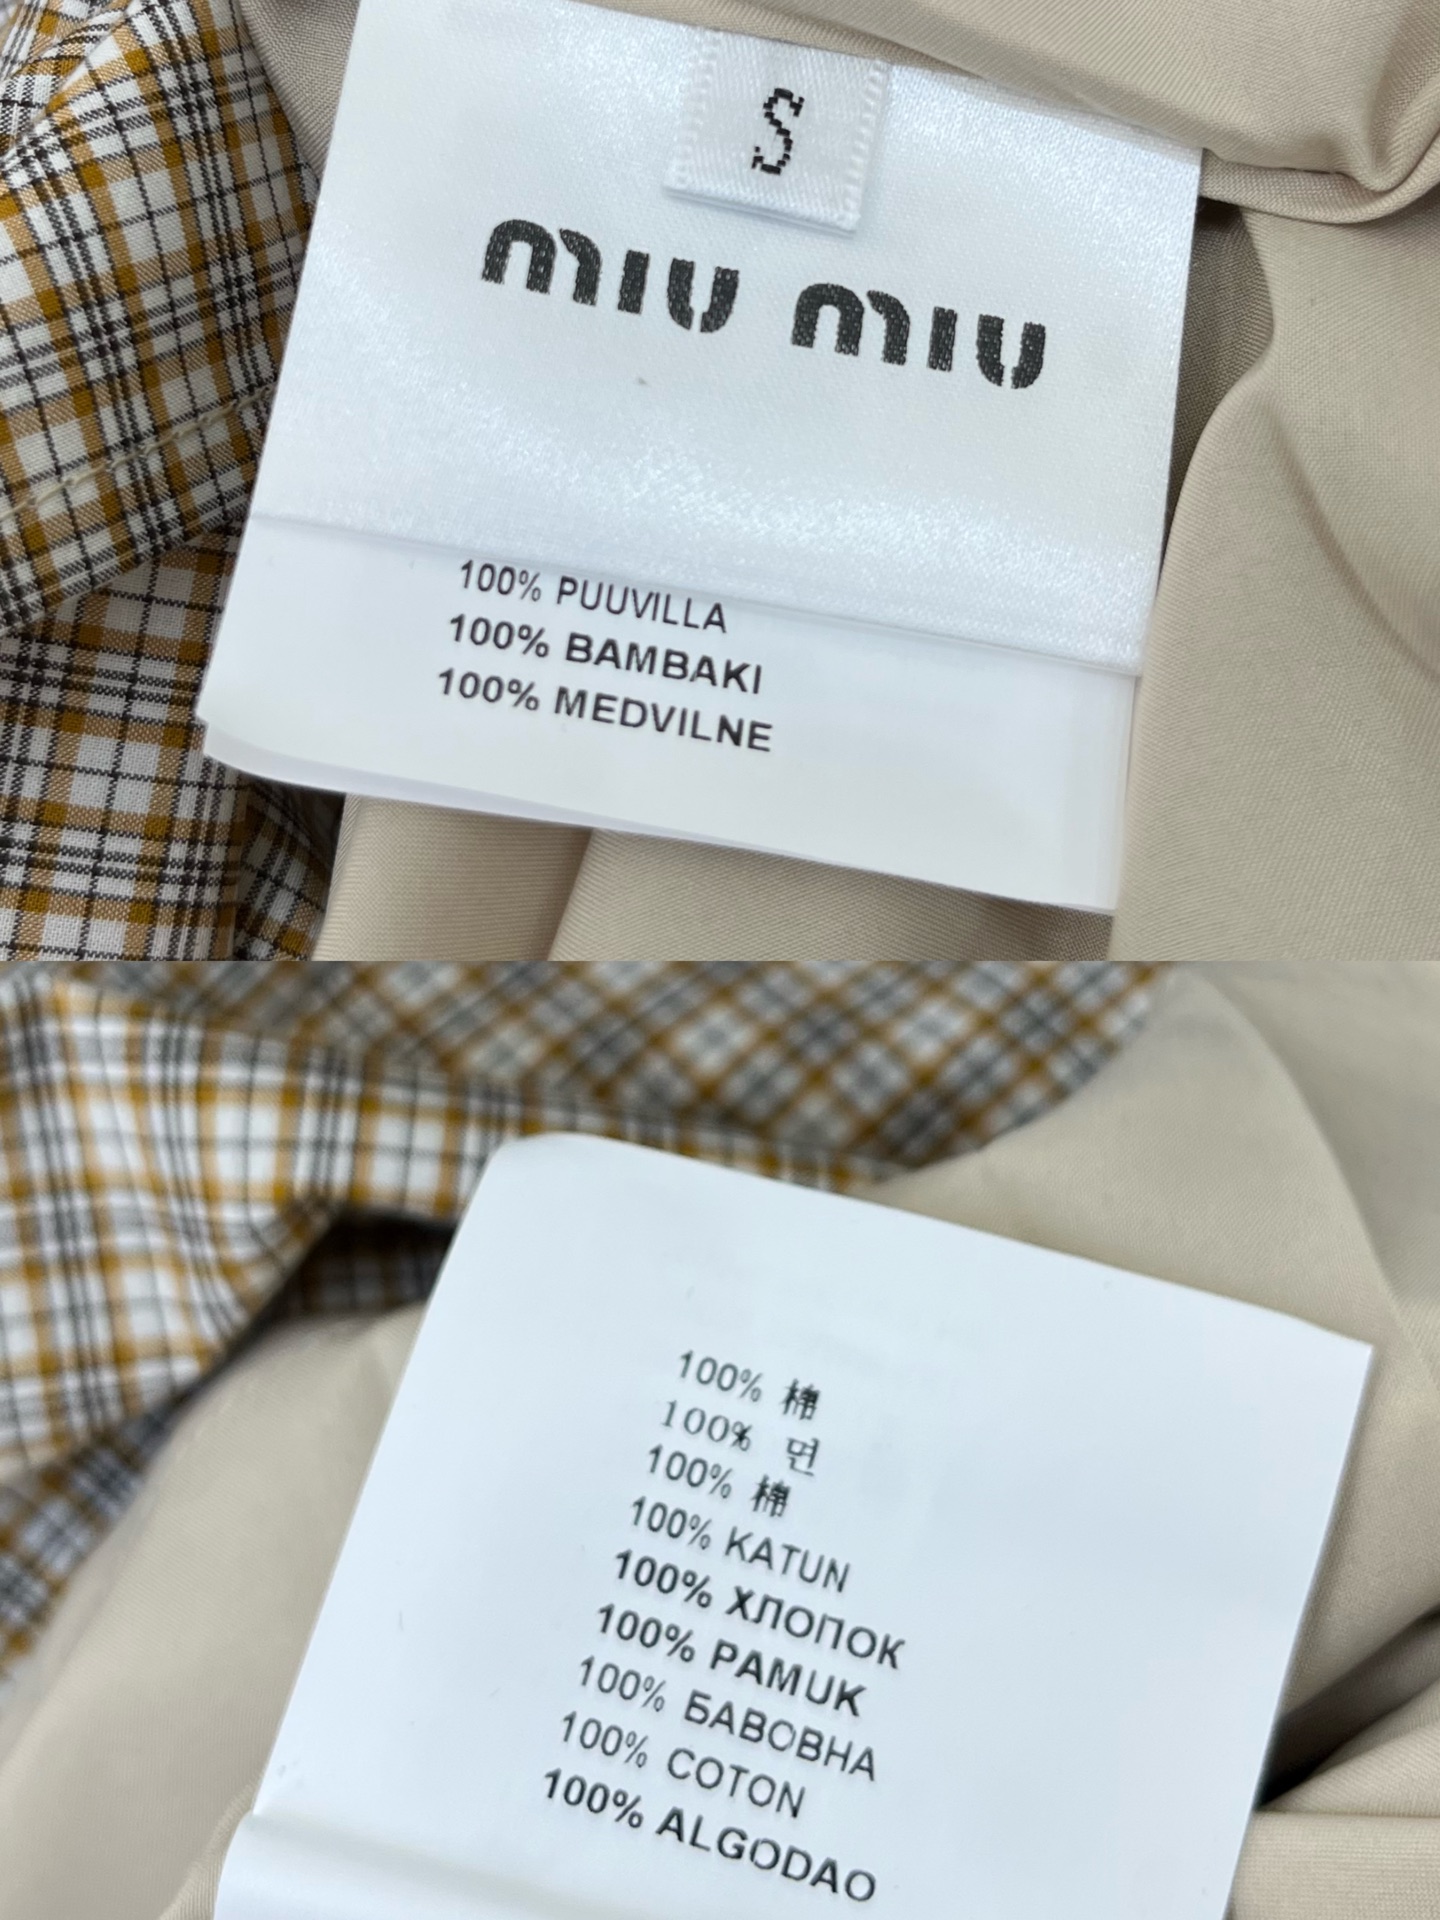 S
miu miu
100% PUUVILLA
100% BAMBAKI
100% MEDVILNE
100% 棉
100% 면
100% 棉
100% KATUN
100% ХЛОПОК
100% PAMUK
100% БАВОВНА
100% COTON
100% ALGODAO